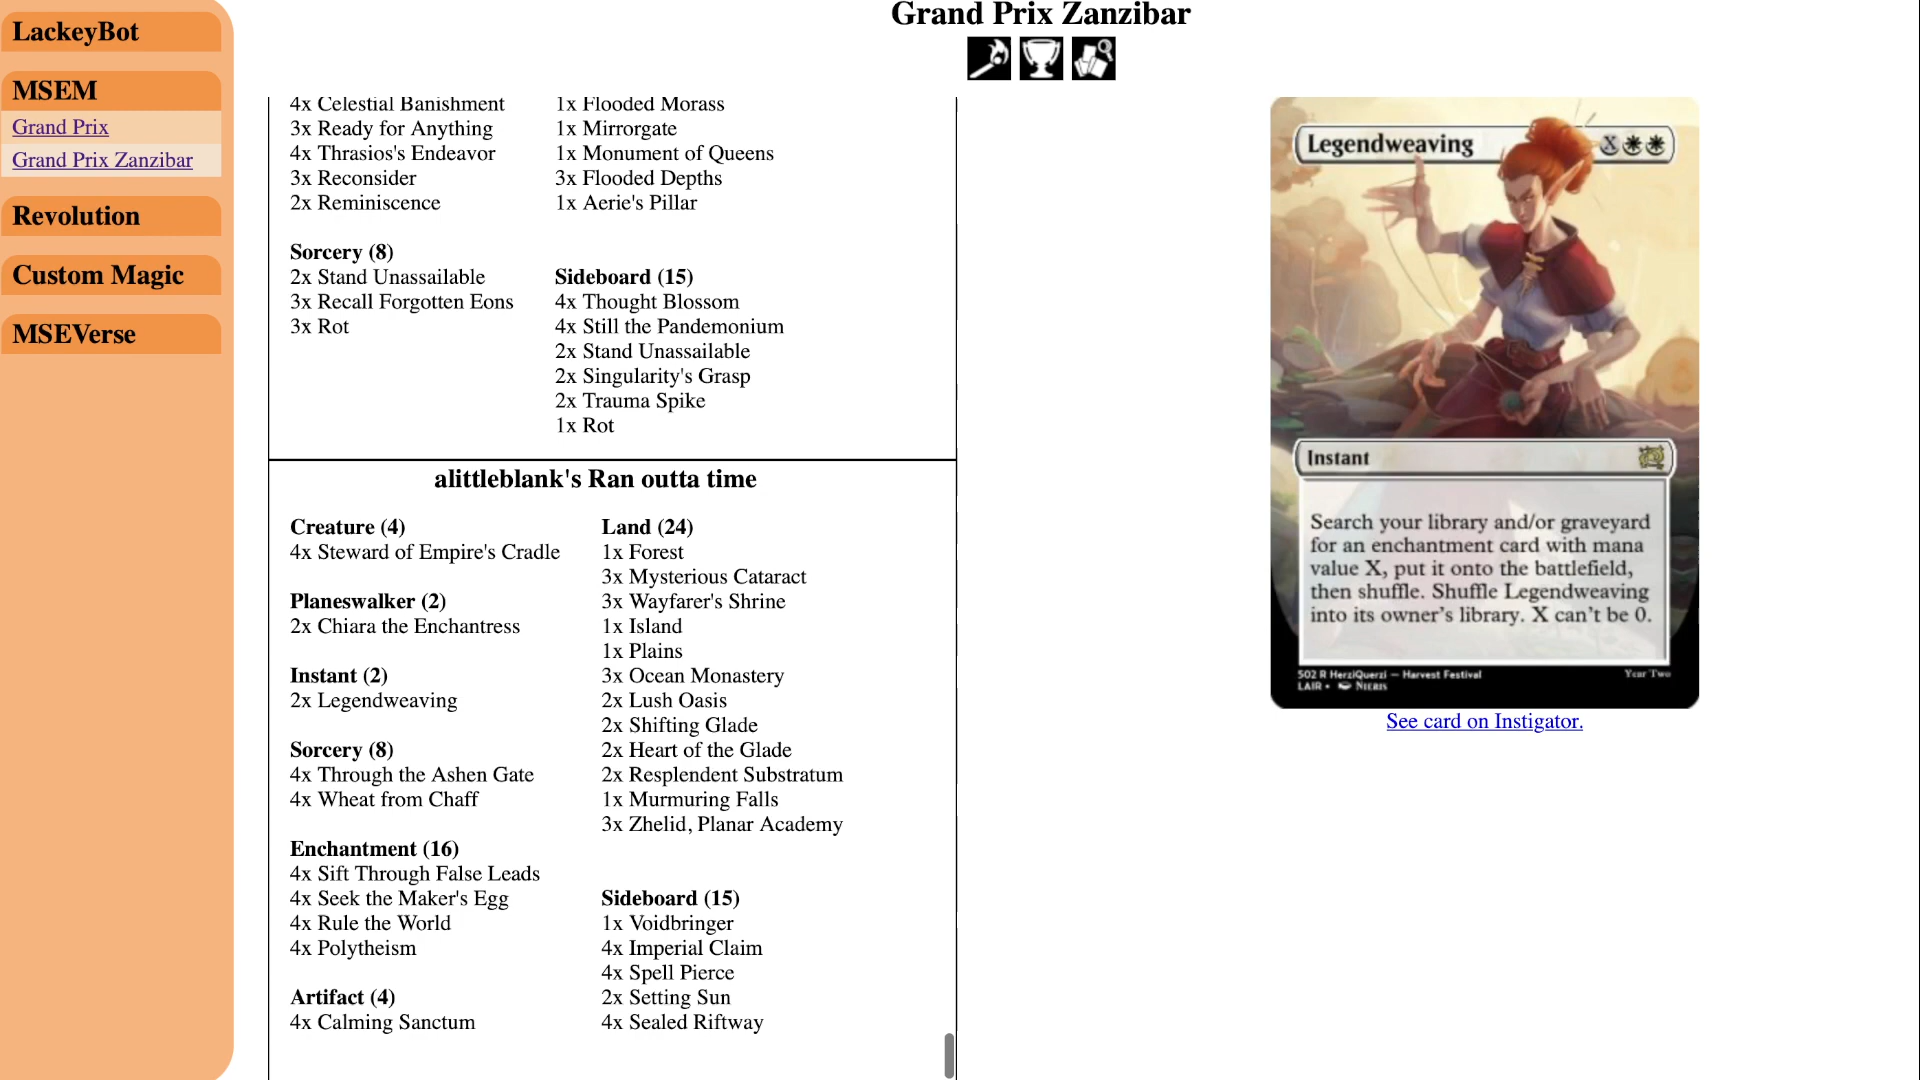 Grand Prix Zanzibar
LackeyBot
MSEM
Grand Prix
Grand Prix Zanzibar
Revolution
Custom Magic
MSEVerse
4x Celestial Banishment
3x Ready for Anything
4x Thrasios's Endeavor
3x Reconsider
2x Reminiscence
Sorcery (8)
2x Stand Unassailable
3x Recall Forgotten Eons
3x Rot
1x Flooded Morass
1x Mirrorgate
1x Monument of Queens
3x Flooded Depths
1x Aerie's Pillar
Sideboard (15)
4x Thought Blossom
4x Still the Pandemonium
2x Stand Unassailable
2x Singularity's Grasp
2x Trauma Spike
1x Rot
alittleblank's Ran outta time
Creature (4)
4x Steward of Empire's Cradle
Planeswalker (2)
2x Chiara the Enchantress
Instant (2)
2x Legendweaving
Sorcery (8)
4x Through the Ashen Gate
4x Wheat from Chaff
Enchantment (16)
4x Sift Through False Leads
4x Seek the Maker's Egg
4x Rule the World
4x Polytheism
Artifact (4)
4x Calming Sanctum
Land (24)
1x Forest
3x Mysterious Cataract
3x Wayfarer's Shrine
1x Island
1x Plains
3x Ocean Monastery
2x Lush Oasis
2x Shifting Glade
2x Heart of the Glade
2x Resplendent Substratum
1x Murmuring Falls
3x Zhelid, Planar Academy
Sideboard (15)
1x Voidbringer
4x Imperial Claim
4x Spell Pierce
2x Setting Sun
4x Sealed Riftway
Legendweaving X
Instant
Search your library and/or graveyard
for an enchantment card with mana
value X, put it onto the battlefield,
then shuffle. Shuffle Legendweaving
into its owner's library. X can't be 0.
502 R HerziQuerzi — Harvest Festival
Year Two
LAIR • Nieris
See card on Instigator.